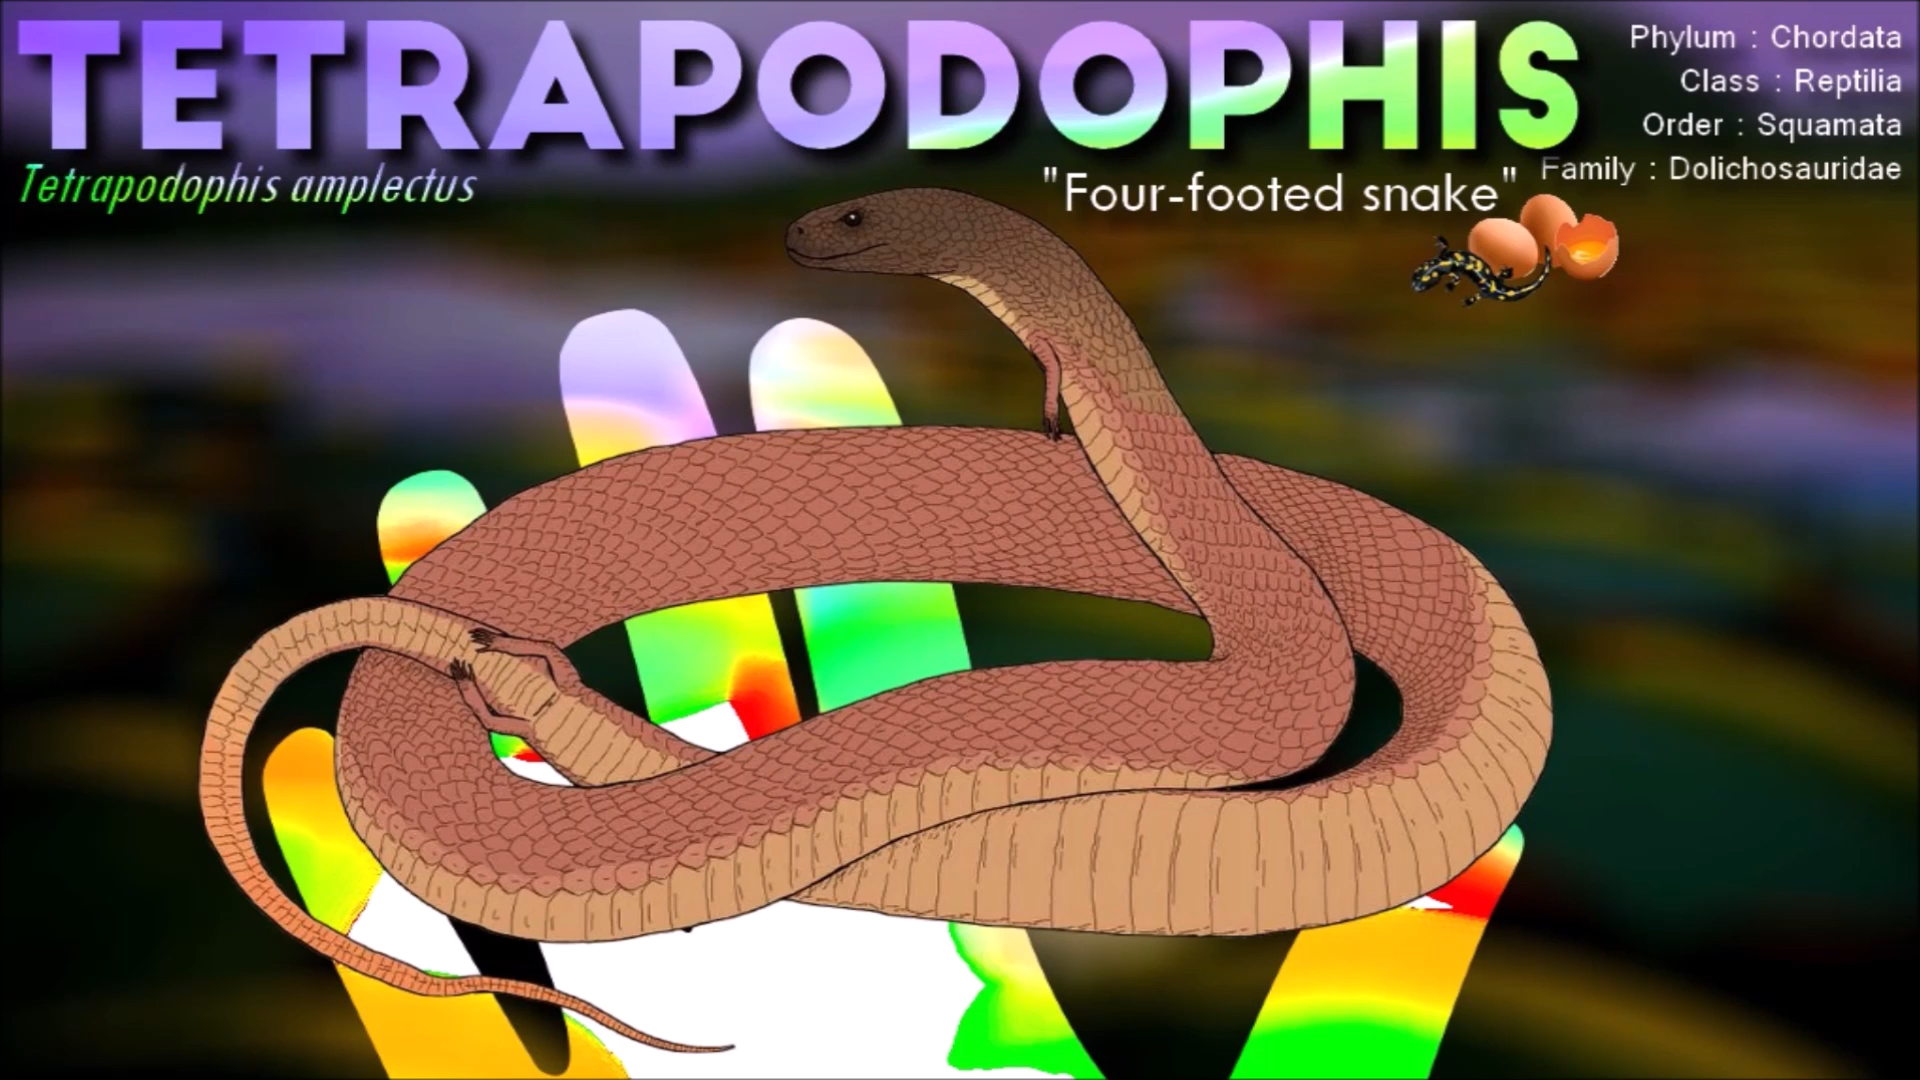 TETRAPODOPHIS
Tetrapodophis amplectus
"Four-footed snake"
Phylum : Chordata
Class : Reptilia
Order : Squamata
Family : Dolichosauridae